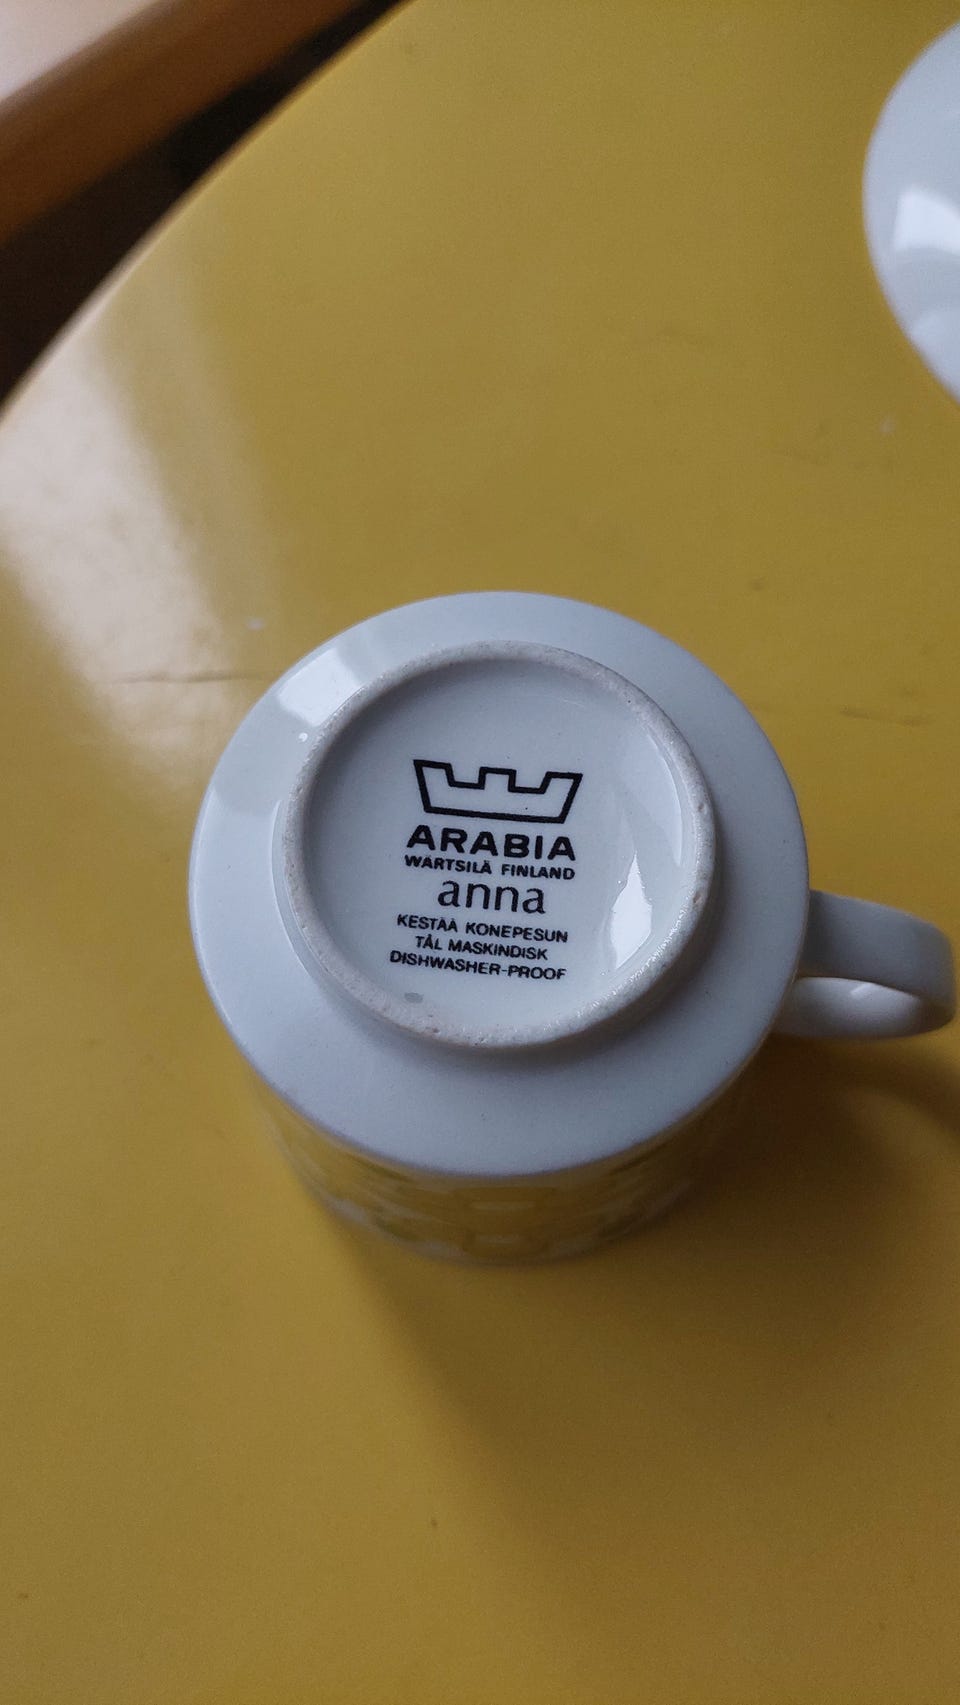 ARABIA
WÄRTSILÄ FINLAND
anna
KESTÄÄ KONEPESUN
TÅL MASKINDISK
DISHWASHER-PROOF